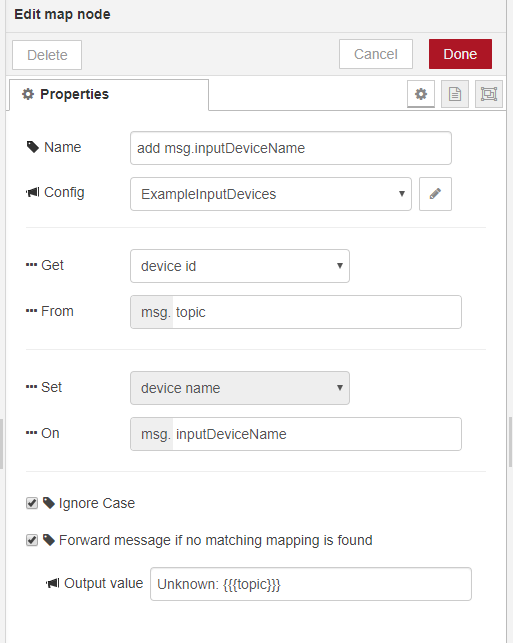 Edit map node
Delete Cancel Done
Properties
Name add msg.inputDeviceName
Config ExampleInputDevices
Get device id
From msg. topic
Set device name
On msg. inputDeviceName
Ignore Case
Forward message if no matching mapping is found
Output value Unknown: {{{topic}}}